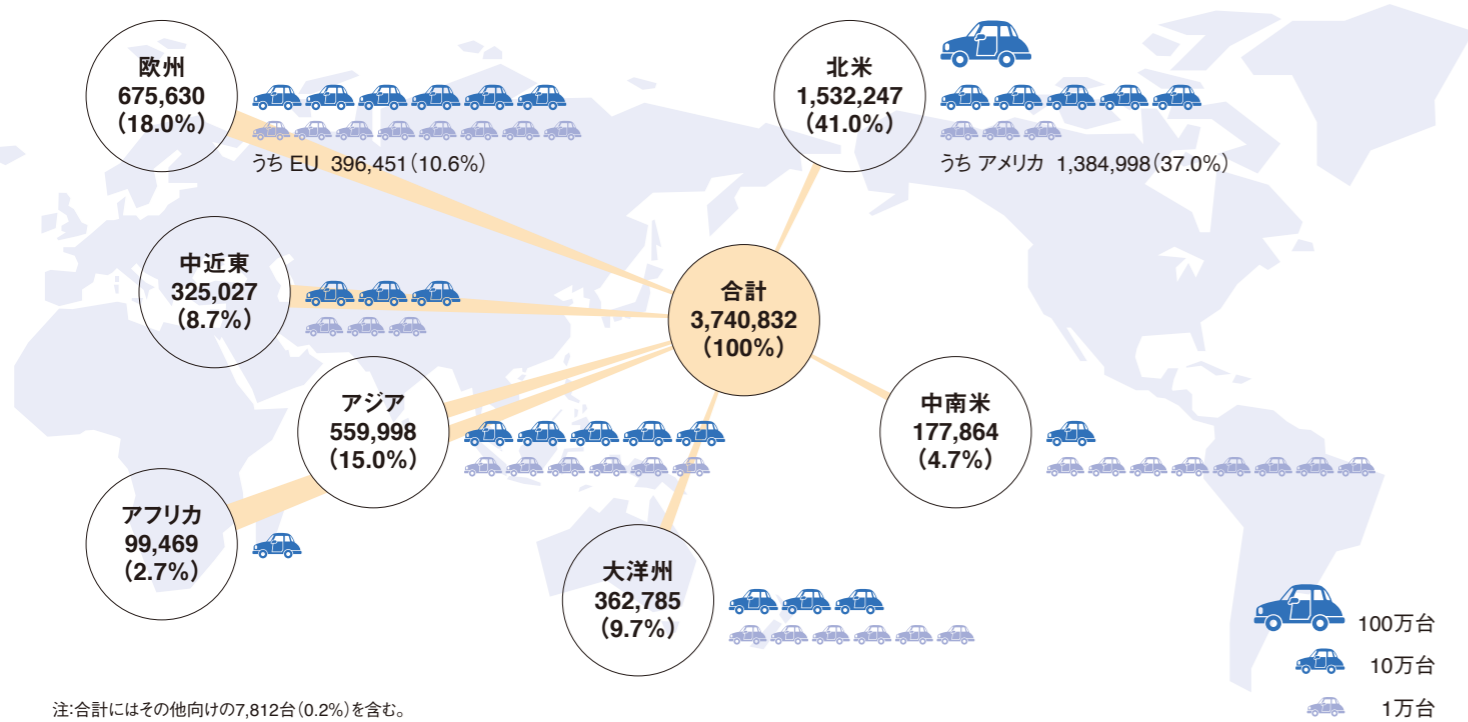 欧州
675,630
(18.0%)
うち EU 396,451(10.6%)
北米
1,532,247
(41.0%)
うち アメリカ 1,384,998(37.0%)
中近東
325,027
(8.7%)
合計
3,740,832
(100%)
アジア
559,998
(15.0%)
中南米
177,864
(4.7%)
アフリカ
99,469
(2.7%)
大洋州
362,785
(9.7%)
100万台
10万台
1万台
注:合計にはその他向けの7,812台(0.2%)を含む。